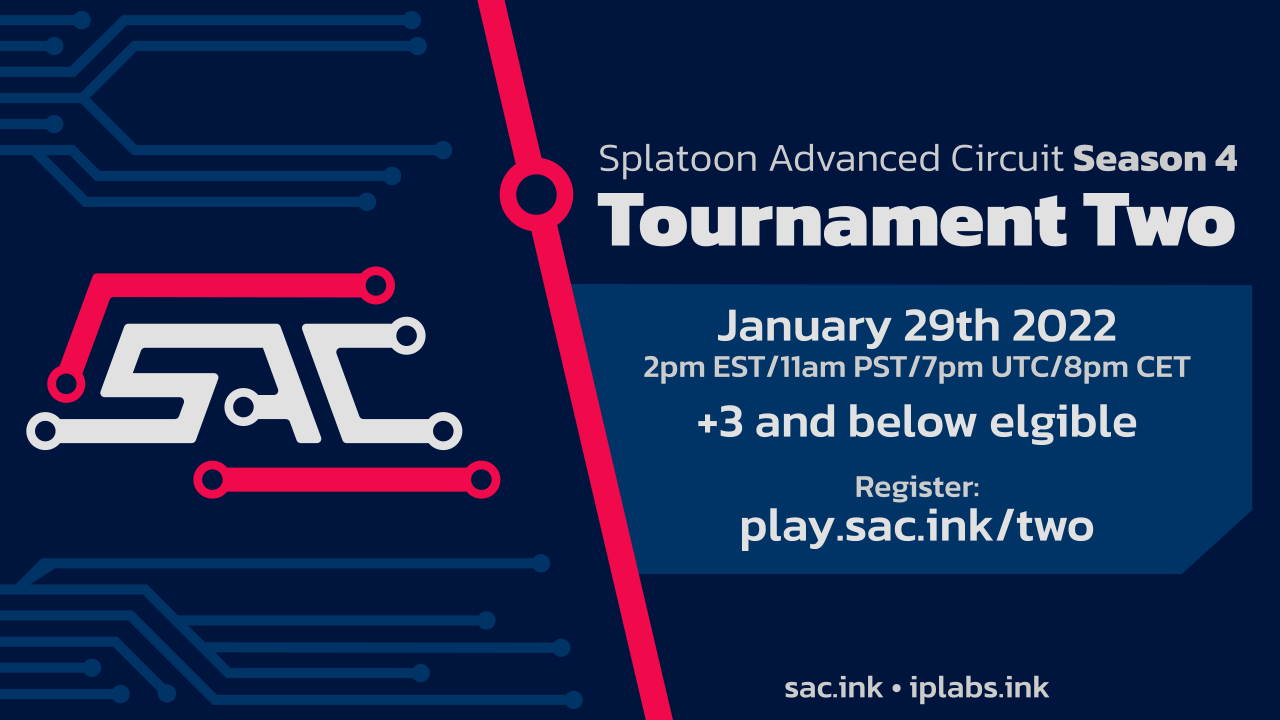 SAC
Splatoon Advanced Circuit Season 4
Tournament Two
January 29th 2022
2pm EST/11am PST/7pm UTC/8pm CET
+3 and below elgible
Register:
play.sac.ink/two
sac.ink • iplabs.ink